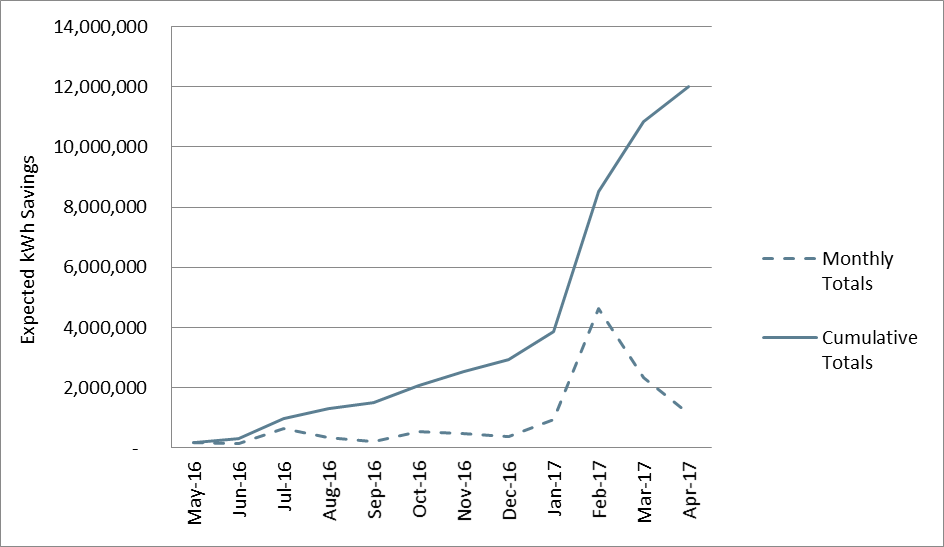 14,000,000
12,000,000
10,000,000
8,000,000
6,000,000
4,000,000
2,000,000
-
Expected kWh Savings
May-16
Jun-16
Jul-16
Aug-16
Sep-16
Oct-16
Nov-16
Dec-16
Jan-17
Feb-17
Mar-17
Apr-17
Monthly
Totals
Cumulative
Totals